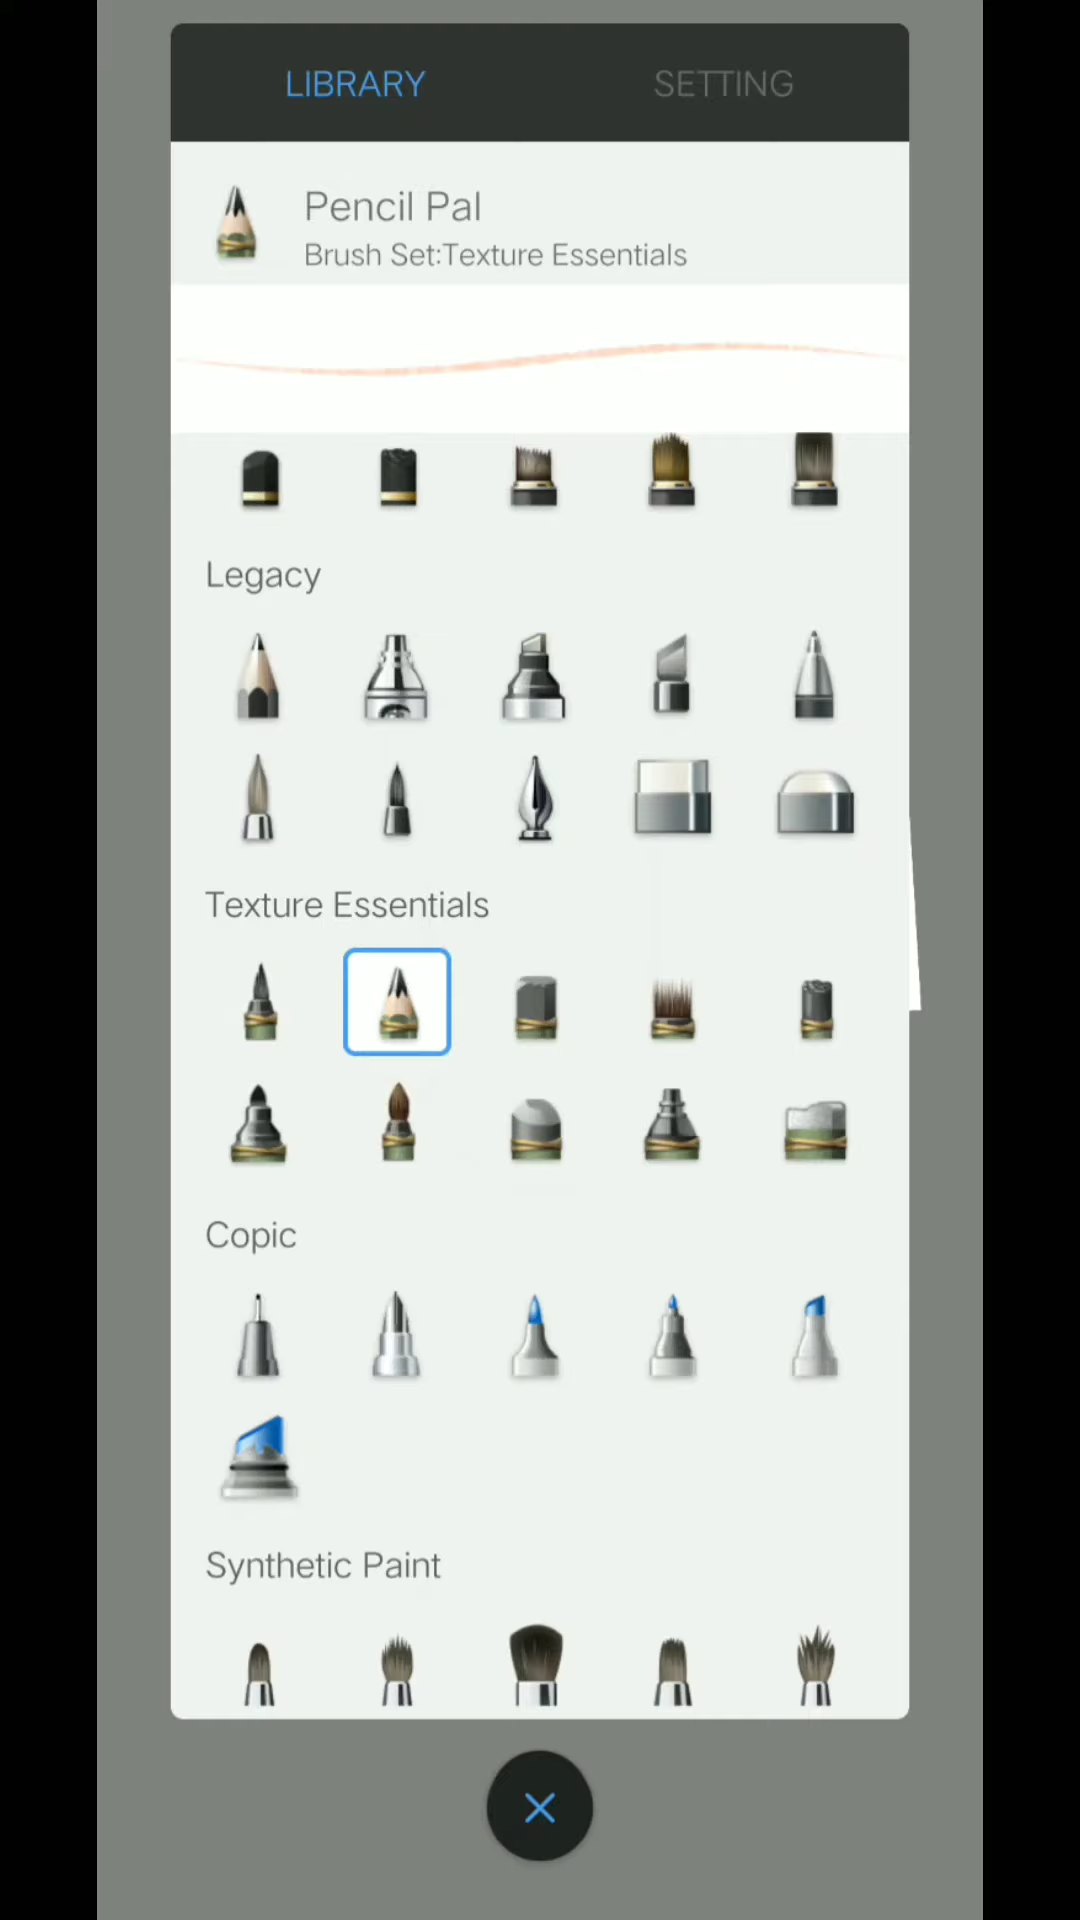 LIBRARY
SETTING
Pencil Pal
Brush Set:Texture Essentials
Legacy
Texture Essentials
Copic
Synthetic Paint